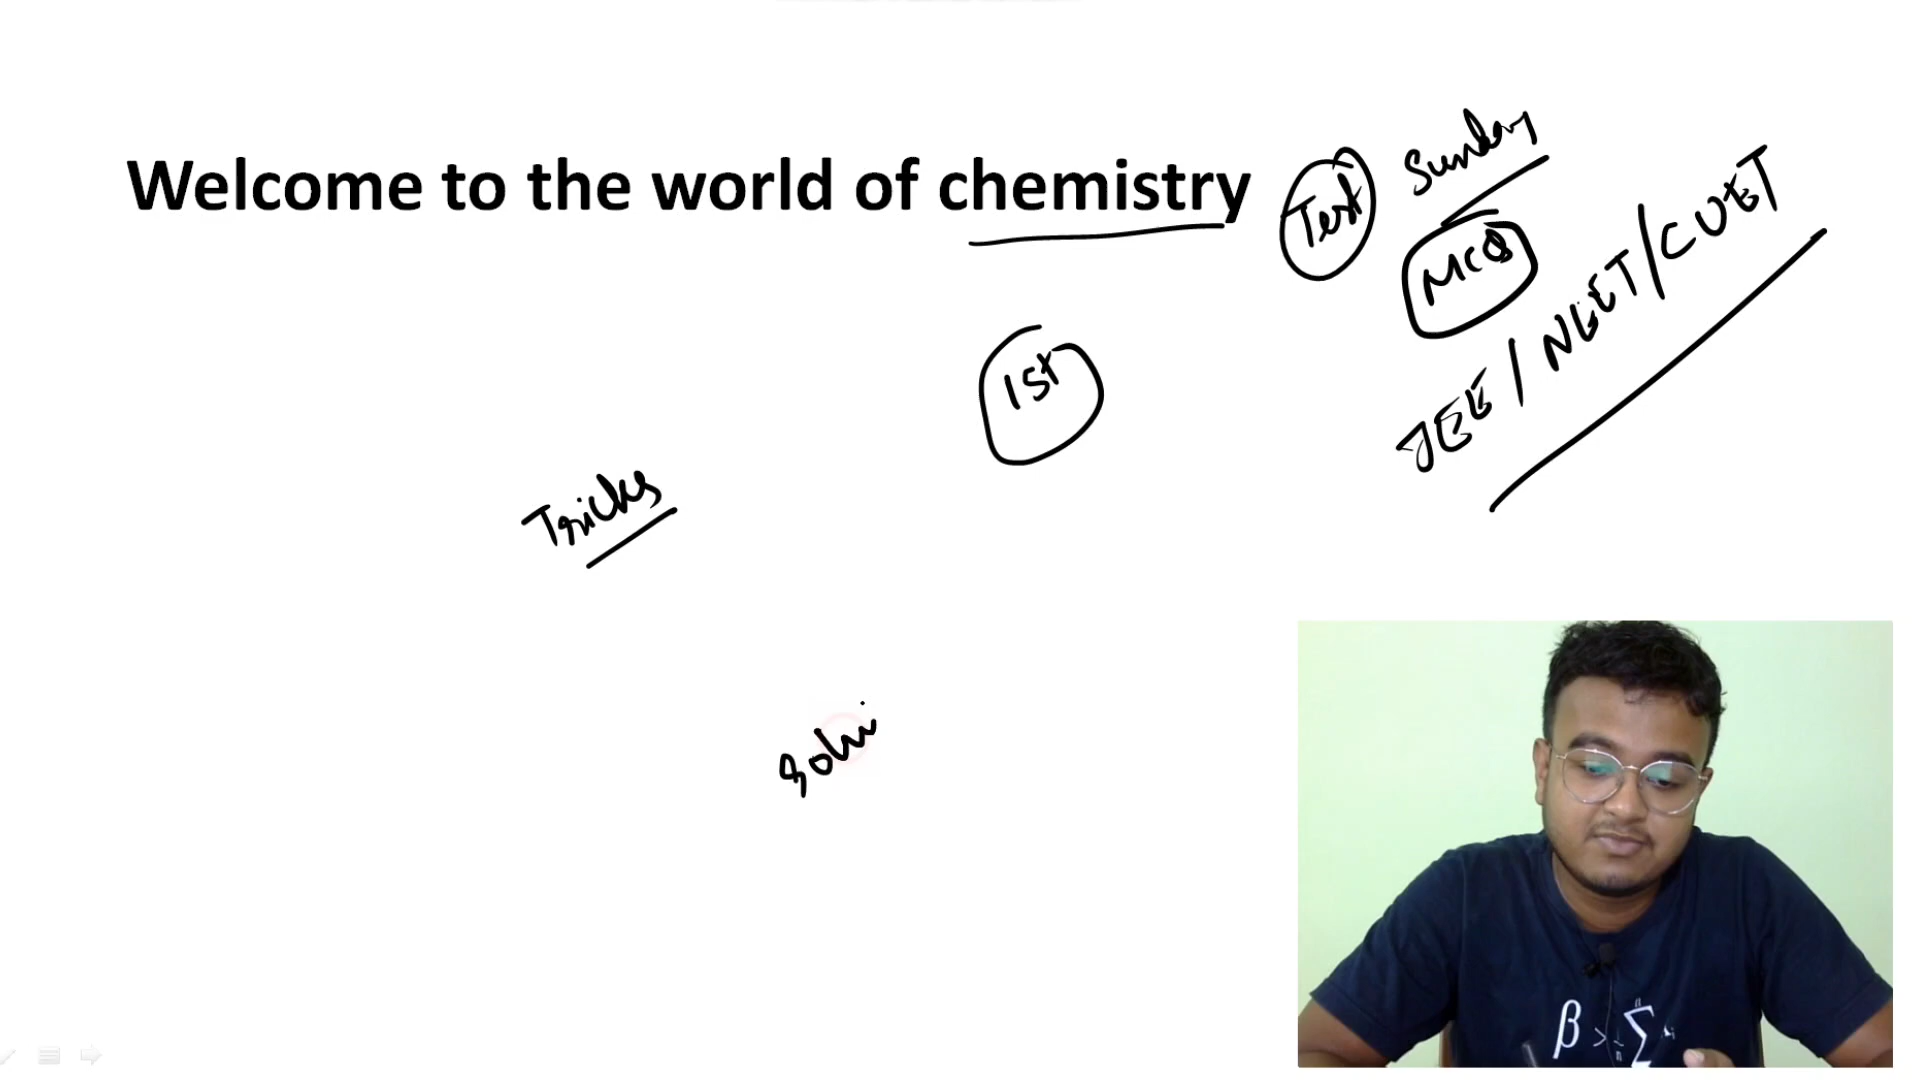 Welcome to the world of chemistry
Test
Sunday
MCQ
JEE / NEET / CUET
1st
Tricks
β >
Σ